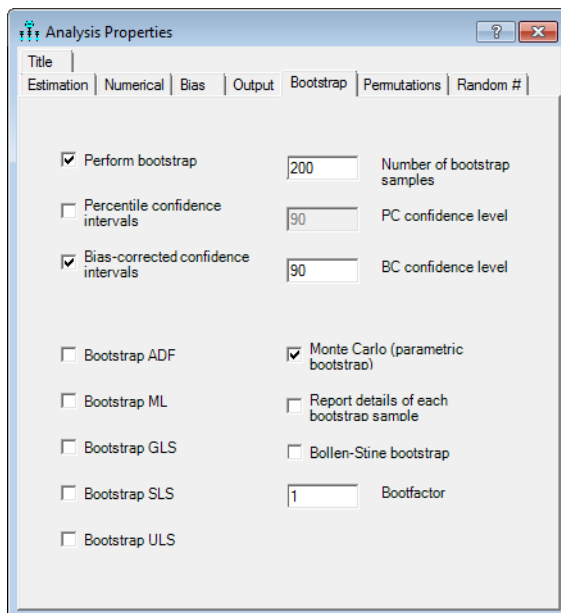 Analysis Properties
?
Title
Estimation
Numerical
Bias
Output
Bootstrap
Permutations
Random #
Perform bootstrap
200
Number of bootstrap
samples
Percentile confidence
intervals
90
PC confidence level
Bias-corrected confidence
intervals
90
BC confidence level
Bootstrap ADF
Monte Carlo (parametric
bootstrap)
Bootstrap ML
Report details of each
bootstrap sample
Bootstrap GLS
Bollen-Stine bootstrap
Bootstrap SLS
1
Bootfactor
Bootstrap ULS